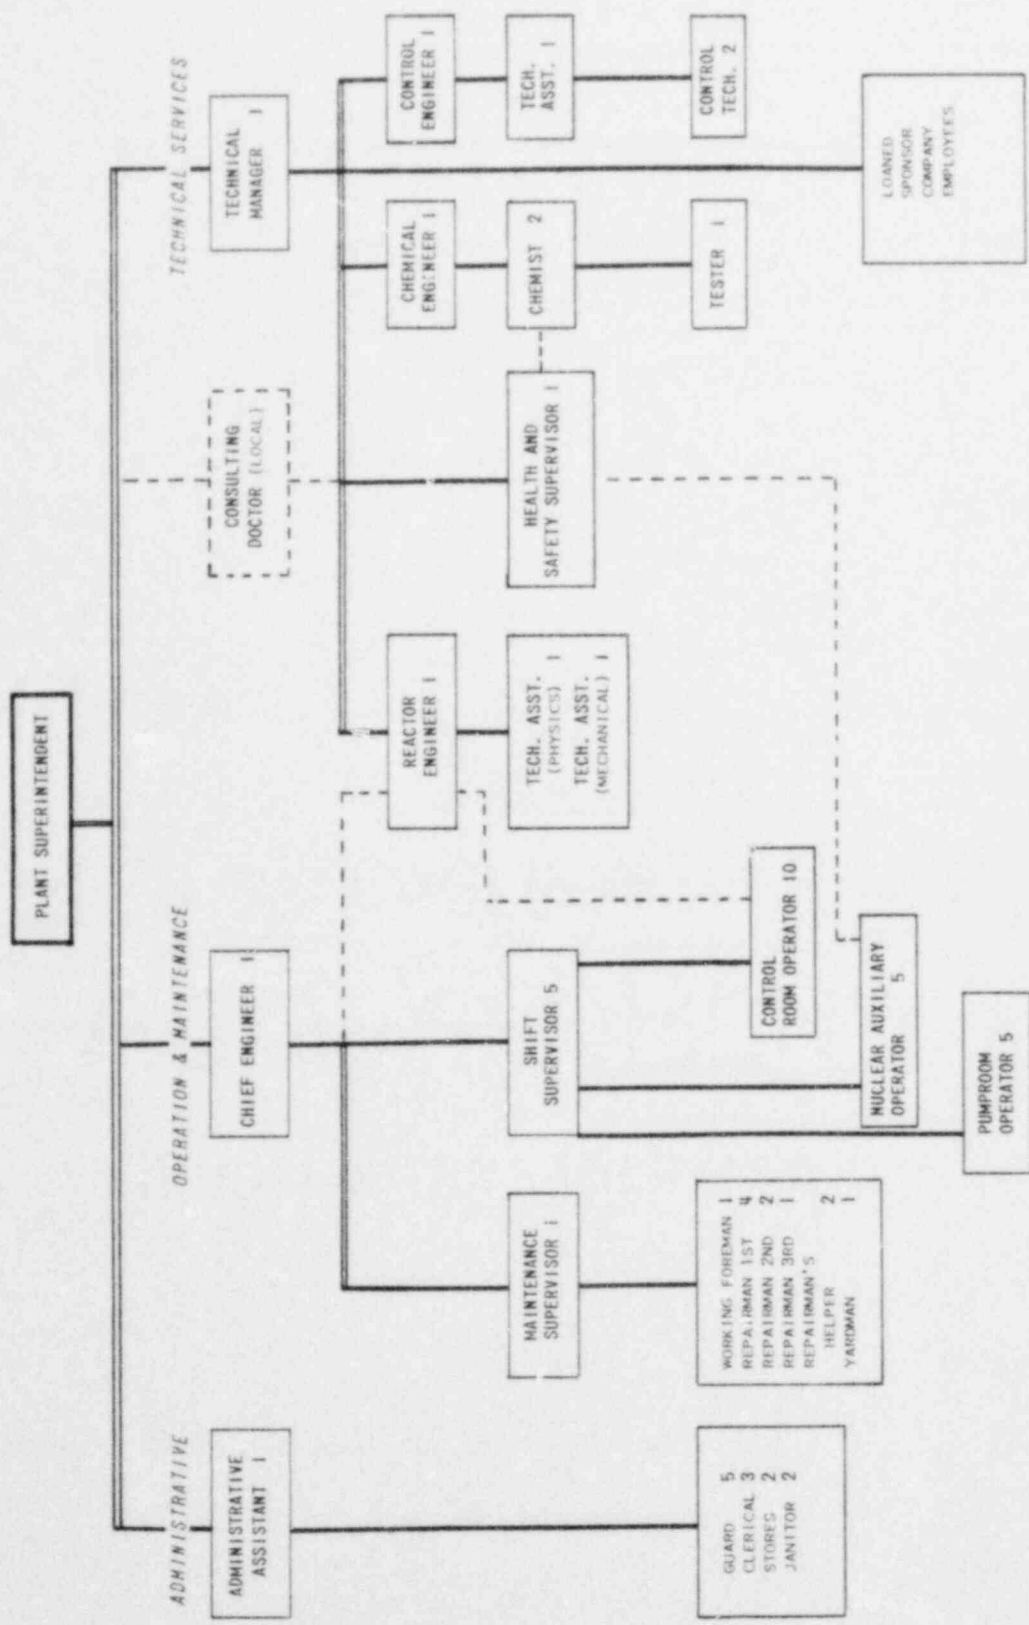 PLANT SUPERINTENDENT
ADMINISTRATIVE
OPERATION & MAINTENANCE
TECHNICAL SERVICES
ADMINISTRATIVE
ASSISTANT 1
CHIEF ENGINEER 1
CONSULTING
DOCTOR (LOCAL) 1
TECHNICAL
MANAGER 1
REACTOR
ENGINEER 1
CHEMICAL
ENGINEER 1
CONTROL
ENGINEER 1
MAINTENANCE
SUPERVISOR 1
SHIFT
SUPERVISOR 5
TECH. ASST.
(PHYSICS) 1
TECH. ASST.
(MECHANICAL) 1
HEALTH AND
SAFETY SUPERVISOR 1
CHEMIST 2
TECH.
ASST. 1
GUARD 5
CLERICAL 3
STORES 2
JANITOR 2
WORKING FOREMAN 1
REPAIRMAN 1ST 4
REPAIRMAN 2ND 2
REPAIRMAN 3RD 1
REPAIRMAN'S
HELPER 2
YARDMAN 1
CONTROL
ROOM OPERATOR 10
TESTER 1
CONTROL
TECH. 2
NUCLEAR AUXILIARY
OPERATOR 5
LOANED
SPONSOR
COMPANY
EMPLOYEES
PUMPROOM
OPERATOR 5